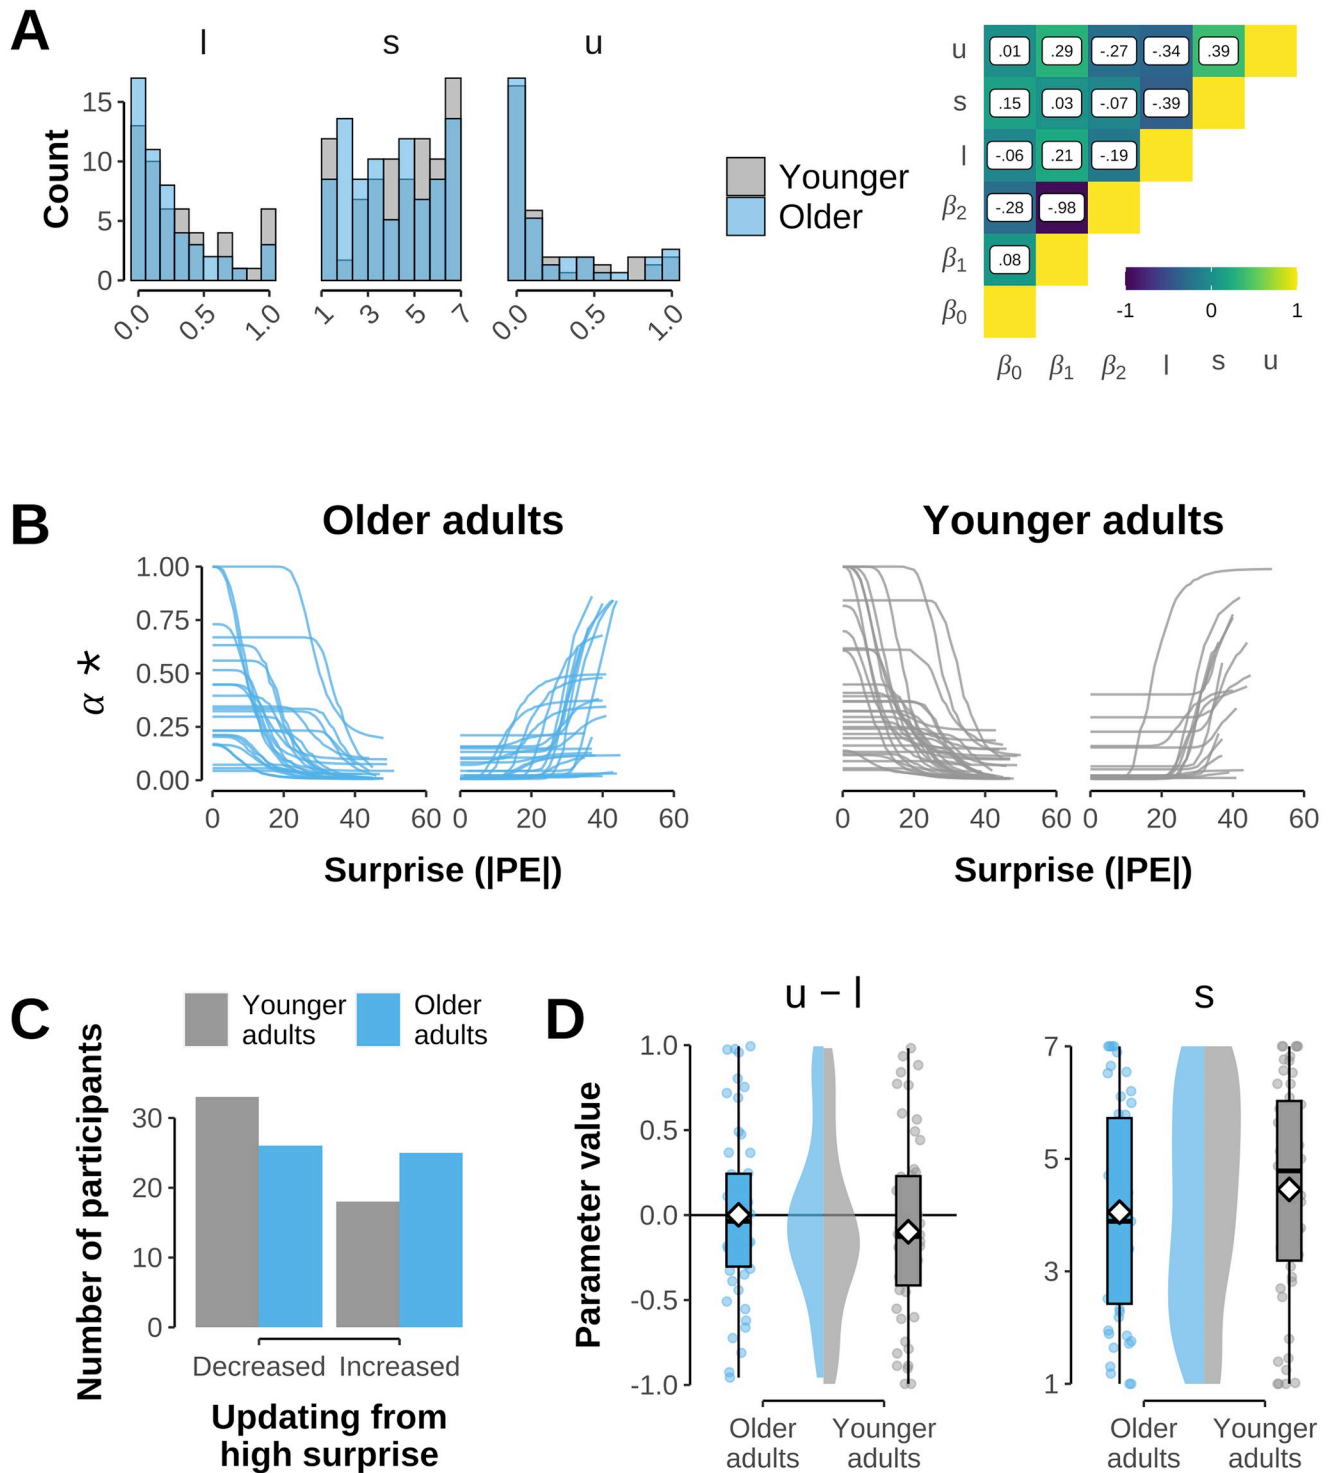 A
l s u
Count
15
10
5
0
0.0 0.5 1.0
1 3 5 7
0.0 0.5 1.0
Younger
Older
u .01 .29 -.27 -.34 .39
s .15 .03 -.07 -.39
l -.06 .21 -.19
β2 -.28 -.98
β1 .08
β0
-1 0 1
β0 β1 β2 l s u
B
Older adults
Younger adults
α *
1.00
0.75
0.50
0.25
0.00
0 20 40 60 0 20 40 60
0 20 40 60 0 20 40 60
Surprise (|PE|)
Surprise (|PE|)
C
Younger
adults
Older
adults
Number of participants
30
20
10
0
Decreased Increased
Updating from
high surprise
D
u − l
s
Parameter value
1.0
0.5
0.0
-0.5
-1.0
Older
adults
Younger
adults
7
5
3
1
Older
adults
Younger
adults